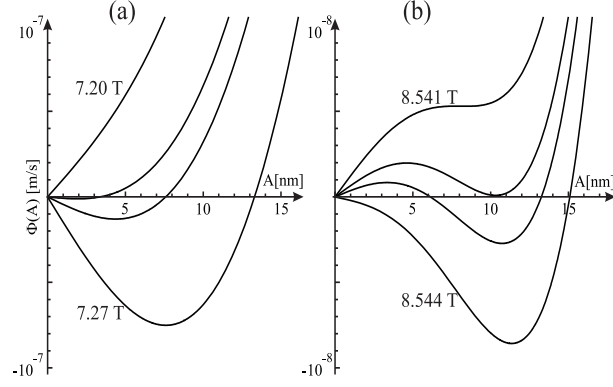 (a)
(b)
10⁻⁷
10⁻⁸
7.20 T
8.541 T
Φ(A) [m/s]
A[nm]
A[nm]
5
10
15
5
10
15
7.27 T
8.544 T
-10⁻⁷
-10⁻⁸